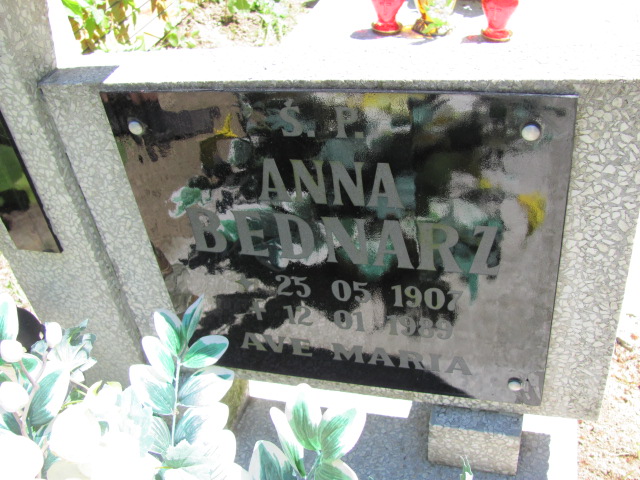 Ś. P.
ANNA
BEDNARZ
* 25 05 1907
+ 12 01 1989
AVE MARIA